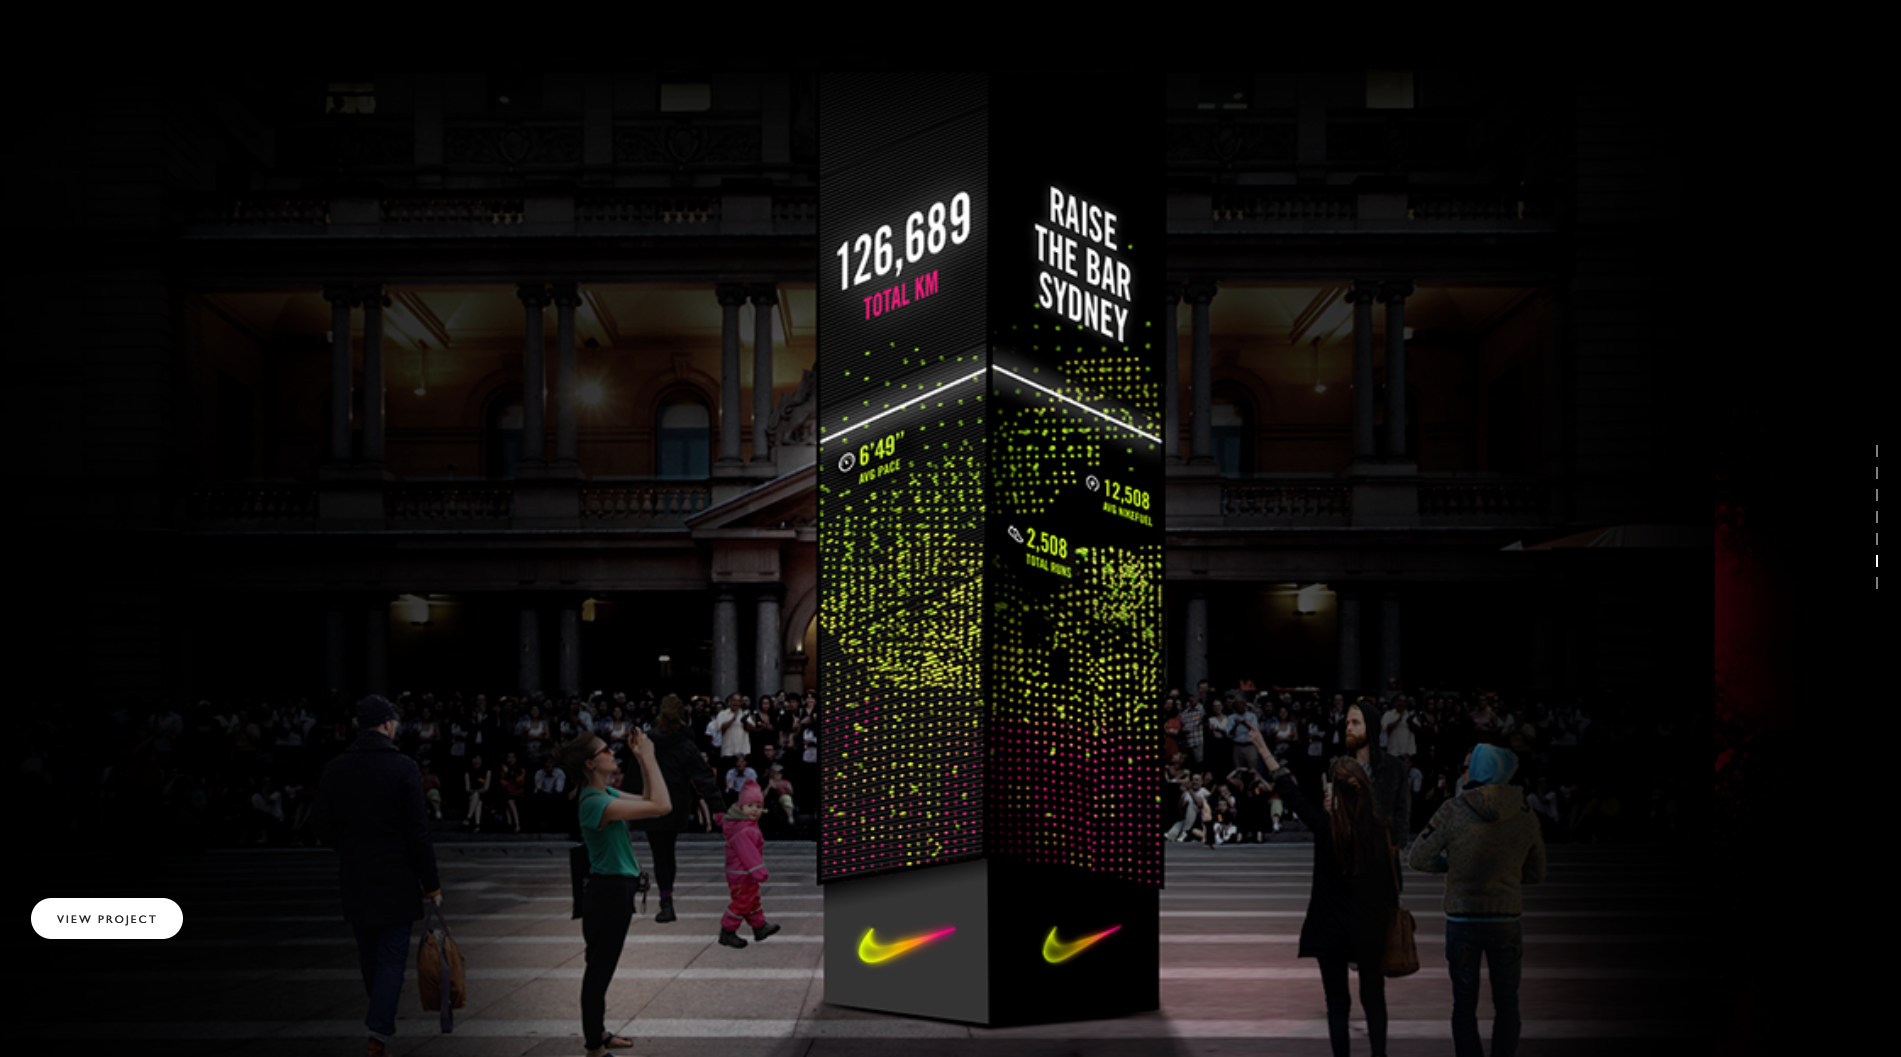 126,689
TOTAL KM
RAISE
THE BAR
SYDNEY
6'49"
AVG PACE
12,508
AVG NIKEFUEL
2,508
TOTAL RUNS
VIEW PROJECT